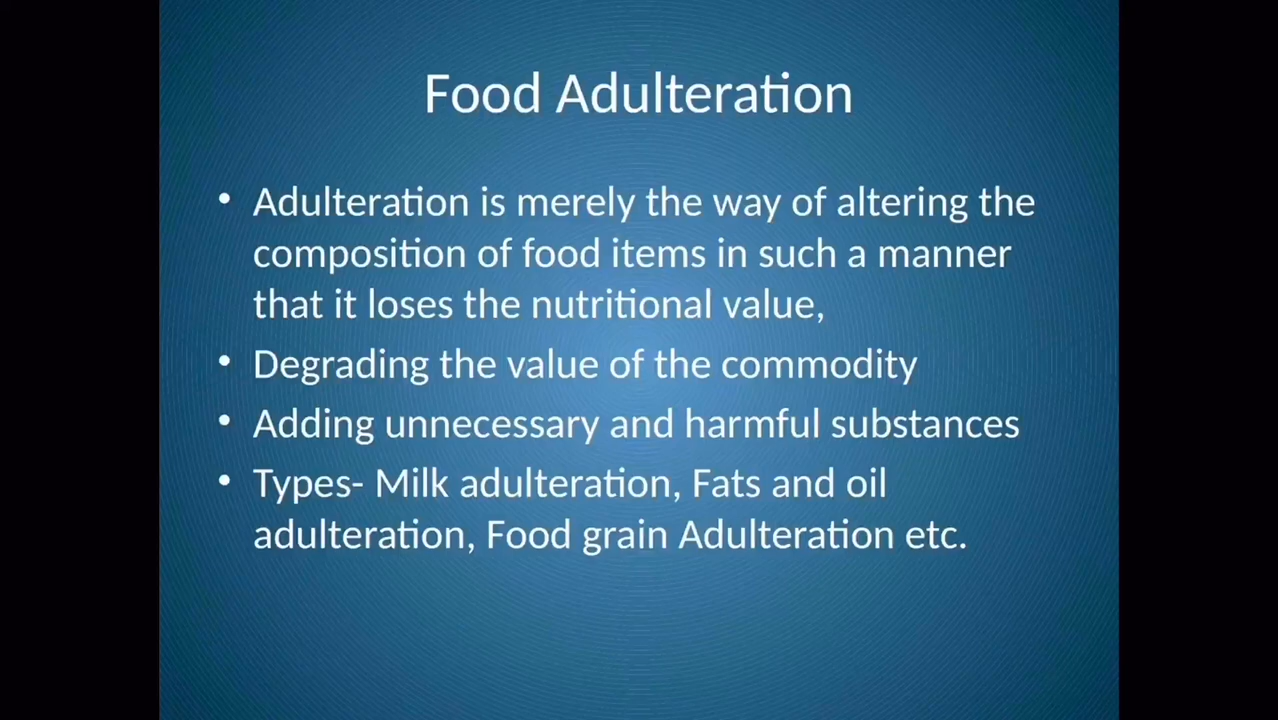 Food Adulteration
• Adulteration is merely the way of altering the
composition of food items in such a manner
that it loses the nutritional value,
• Degrading the value of the commodity
• Adding unnecessary and harmful substances
• Types- Milk adulteration, Fats and oil
adulteration, Food grain Adulteration etc.